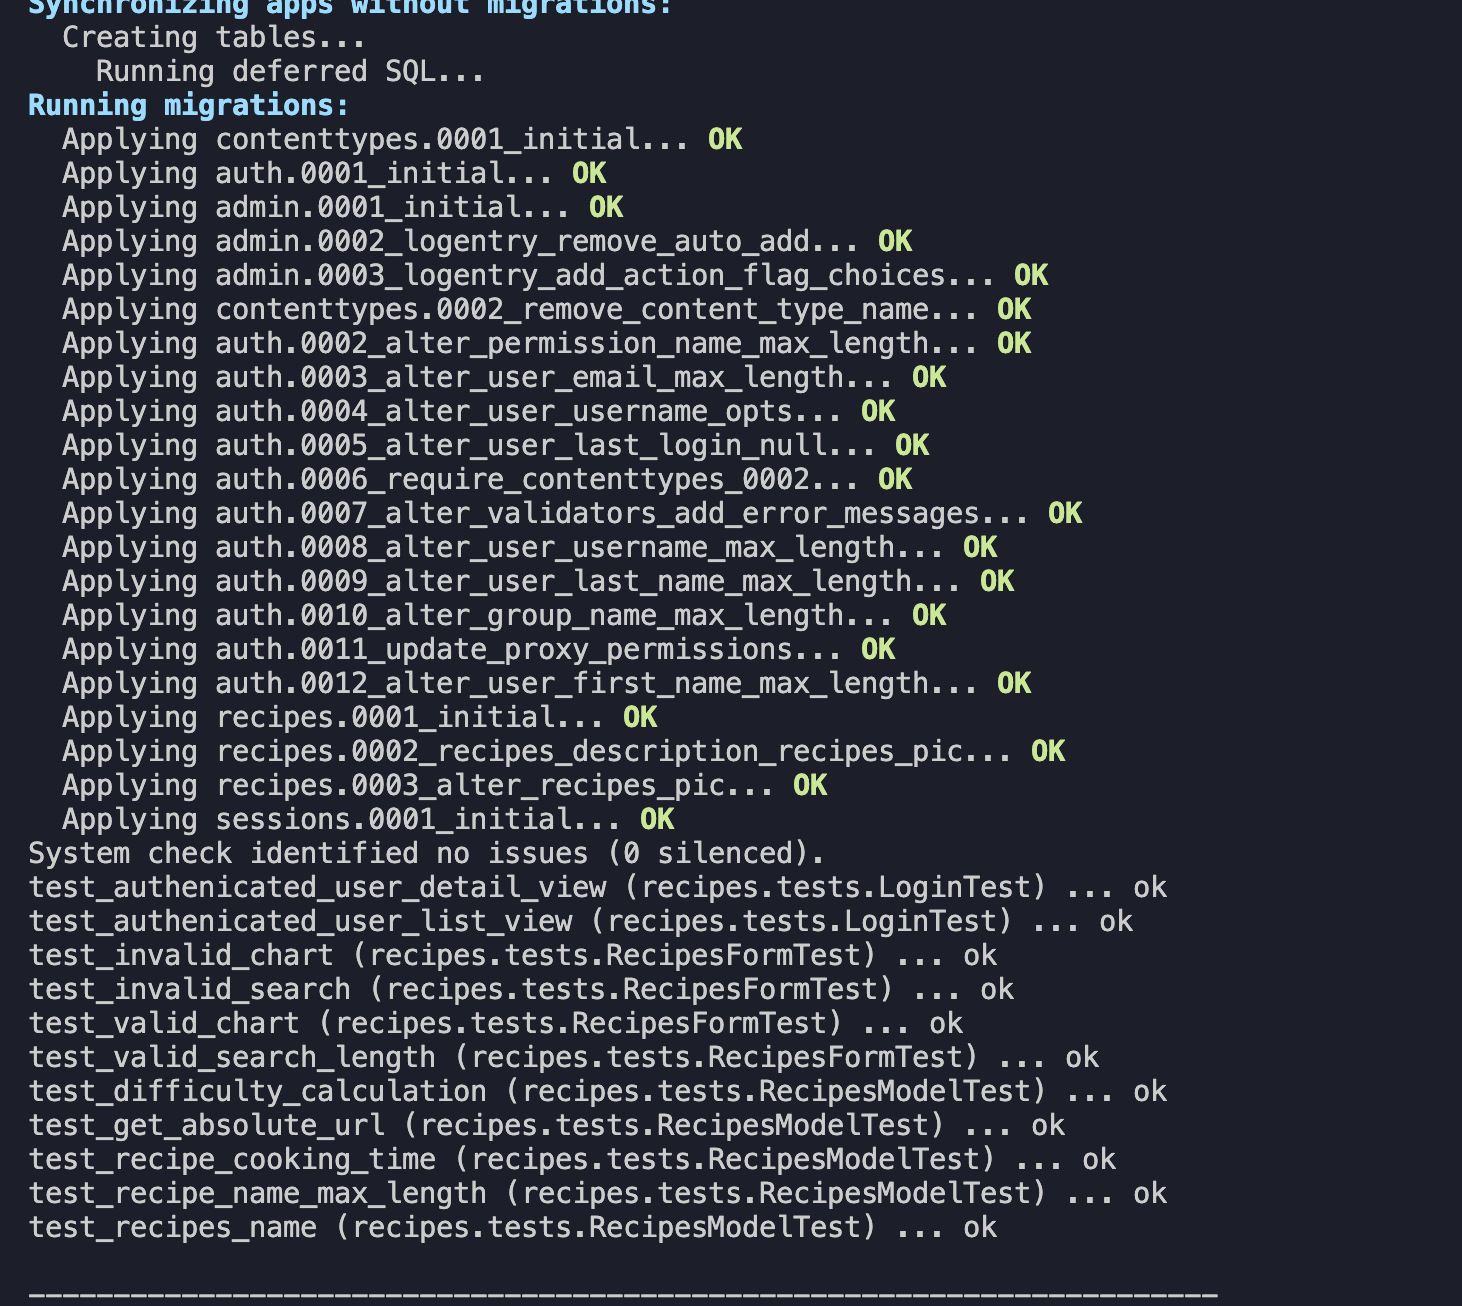 Synchronizing apps without migrations:
Creating tables...
Running deferred SQL...
Running migrations:
Applying contenttypes.0001_initial... OK
Applying auth.0001_initial... OK
Applying admin.0001_initial... OK
Applying admin.0002_logentry_remove_auto_add... OK
Applying admin.0003_logentry_add_action_flag_choices... OK
Applying contenttypes.0002_remove_content_type_name... OK
Applying auth.0002_alter_permission_name_max_length... OK
Applying auth.0003_alter_user_email_max_length... OK
Applying auth.0004_alter_user_username_opts... OK
Applying auth.0005_alter_user_last_login_null... OK
Applying auth.0006_require_contenttypes_0002... OK
Applying auth.0007_alter_validators_add_error_messages... OK
Applying auth.0008_alter_user_username_max_length... OK
Applying auth.0009_alter_user_last_name_max_length... OK
Applying auth.0010_alter_group_name_max_length... OK
Applying auth.0011_update_proxy_permissions... OK
Applying auth.0012_alter_user_first_name_max_length... OK
Applying recipes.0001_initial... OK
Applying recipes.0002_recipes_description_recipes_pic... OK
Applying recipes.0003_alter_recipes_pic... OK
Applying sessions.0001_initial... OK
System check identified no issues (0 silenced).
test_authenicated_user_detail_view (recipes.tests.LoginTest) ... ok
test_authenicated_user_list_view (recipes.tests.LoginTest) ... ok
test_invalid_chart (recipes.tests.RecipesFormTest) ... ok
test_invalid_search (recipes.tests.RecipesFormTest) ... ok
test_valid_chart (recipes.tests.RecipesFormTest) ... ok
test_valid_search_length (recipes.tests.RecipesFormTest) ... ok
test_difficulty_calculation (recipes.tests.RecipesModelTest) ... ok
test_get_absolute_url (recipes.tests.RecipesModelTest) ... ok
test_recipe_cooking_time (recipes.tests.RecipesModelTest) ... ok
test_recipe_name_max_length (recipes.tests.RecipesModelTest) ... ok
test_recipes_name (recipes.tests.RecipesModelTest) ... ok
----------------------------------------------------------------------